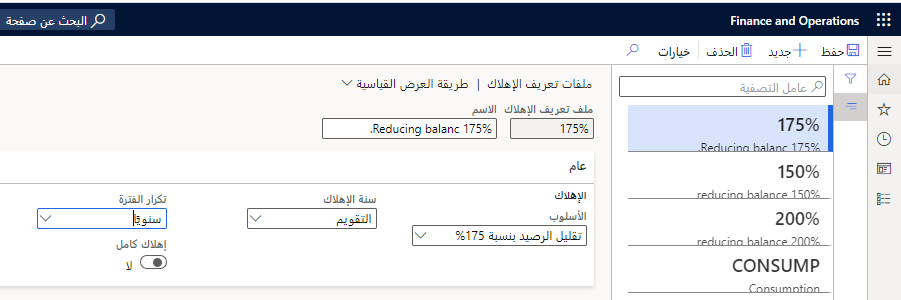 Finance and Operations
البحث عن صفحة
حفظ
جديد
الحذف
خيارات
عامل التصفية
175%
Reducing balanc 175%.
150%
reducing balance 150%
200%
reducing balance 200%
CONSUMP
Consumption
ملفات تعريف الإهلاك | طريقة العرض القياسية
ملف تعريف الإهلاك
الاسم
175%
Reducing balanc 175%.
عام
الإهلاك
الأسلوب
تقليل الرصيد بنسبة 175%
سنة الإهلاك
التقويم
تكرار الفترة
سنويًا
إهلاك كامل
لا